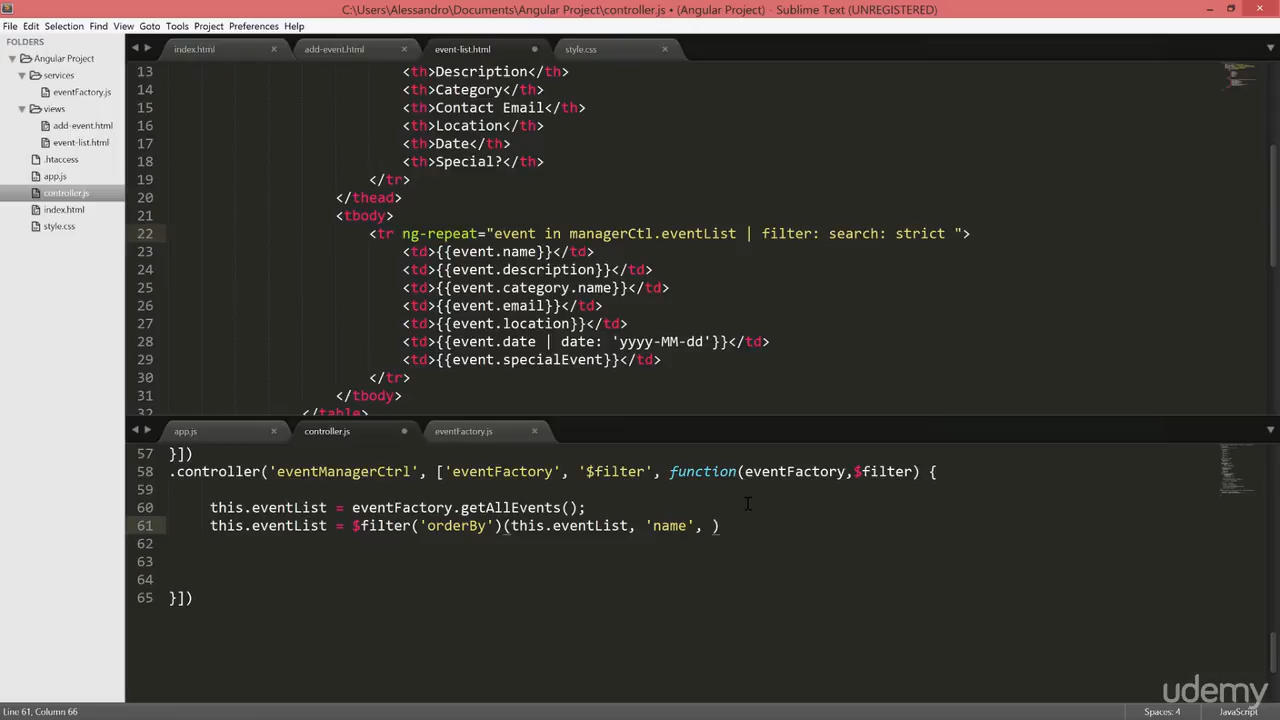 C:\Users\Alessandro\Documents\Angular Project\controller.js • (Angular Project) - Sublime Text (UNREGISTERED)
File Edit Selection Find View Goto Tools Project Preferences Help
FOLDERS
Angular Project
services
eventFactory.js
views
add-event.html
event-list.html
.htaccess
app.js
controller.js
index.html
style.css
index.html add-event.html event-list.html style.css
13 <th>Description</th>
14 <th>Category</th>
15 <th>Contact Email</th>
16 <th>Location</th>
17 <th>Date</th>
18 <th>Special?</th>
19 </tr>
20 </thead>
21 <tbody>
22 <tr ng-repeat="event in managerCtl.eventList | filter: search: strict ">
23 <td>{{event.name}}</td>
24 <td>{{event.description}}</td>
25 <td>{{event.category.name}}</td>
26 <td>{{event.email}}</td>
27 <td>{{event.location}}</td>
28 <td>{{event.date | date: 'yyyy-MM-dd'}}</td>
29 <td>{{event.specialEvent}}</td>
30 </tr>
31 </tbody>
32 </table>
app.js controller.js eventFactory.js
57 }])
58 .controller('eventManagerCtrl', ['eventFactory', '$filter', function(eventFactory,$filter) {
59
60 this.eventList = eventFactory.getAllEvents();
61 this.eventList = $filter('orderBy')(this.eventList, 'name', )
62
63
64
65 }])
udemy
Line 61, Column 66 Spaces: 4 JavaScript